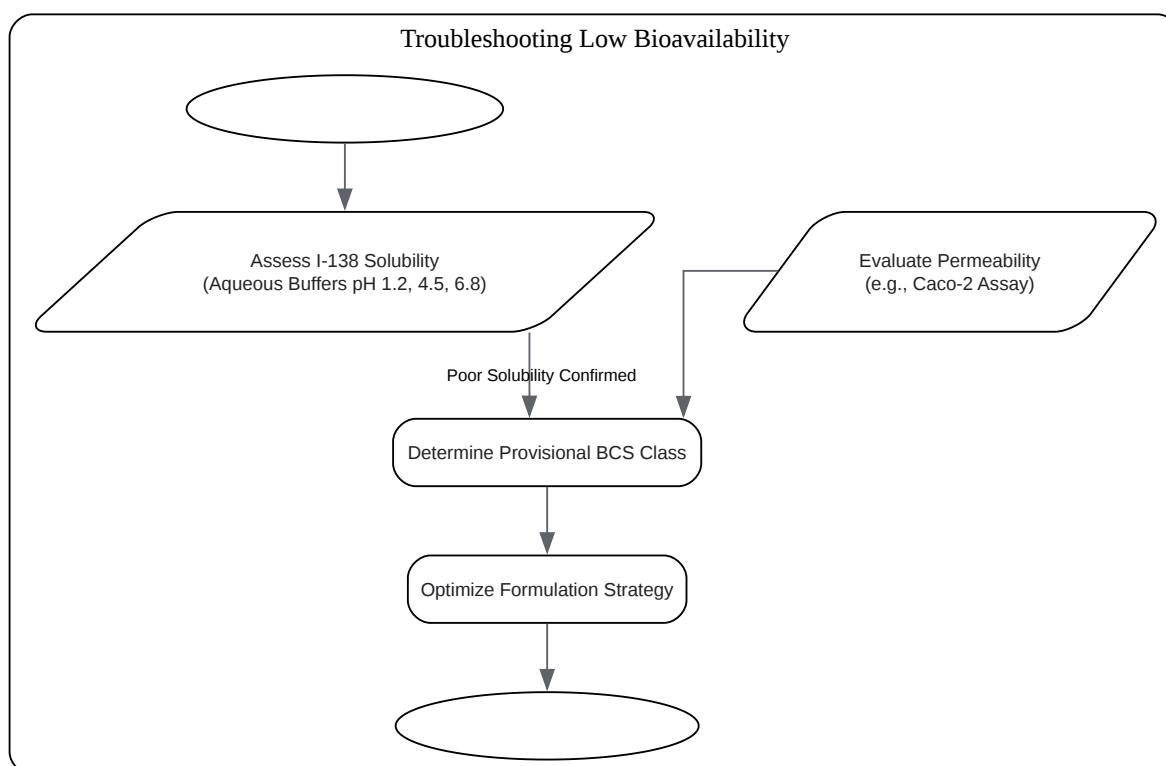 Troubleshooting Low Bioavailability
Assess I-138 Solubility
(Aqueous Buffers pH 1.2, 4.5, 6.8)
Evaluate Permeability
(e.g., Caco-2 Assay)
Poor Solubility Confirmed
Determine Provisional BCS Class
Optimize Formulation Strategy